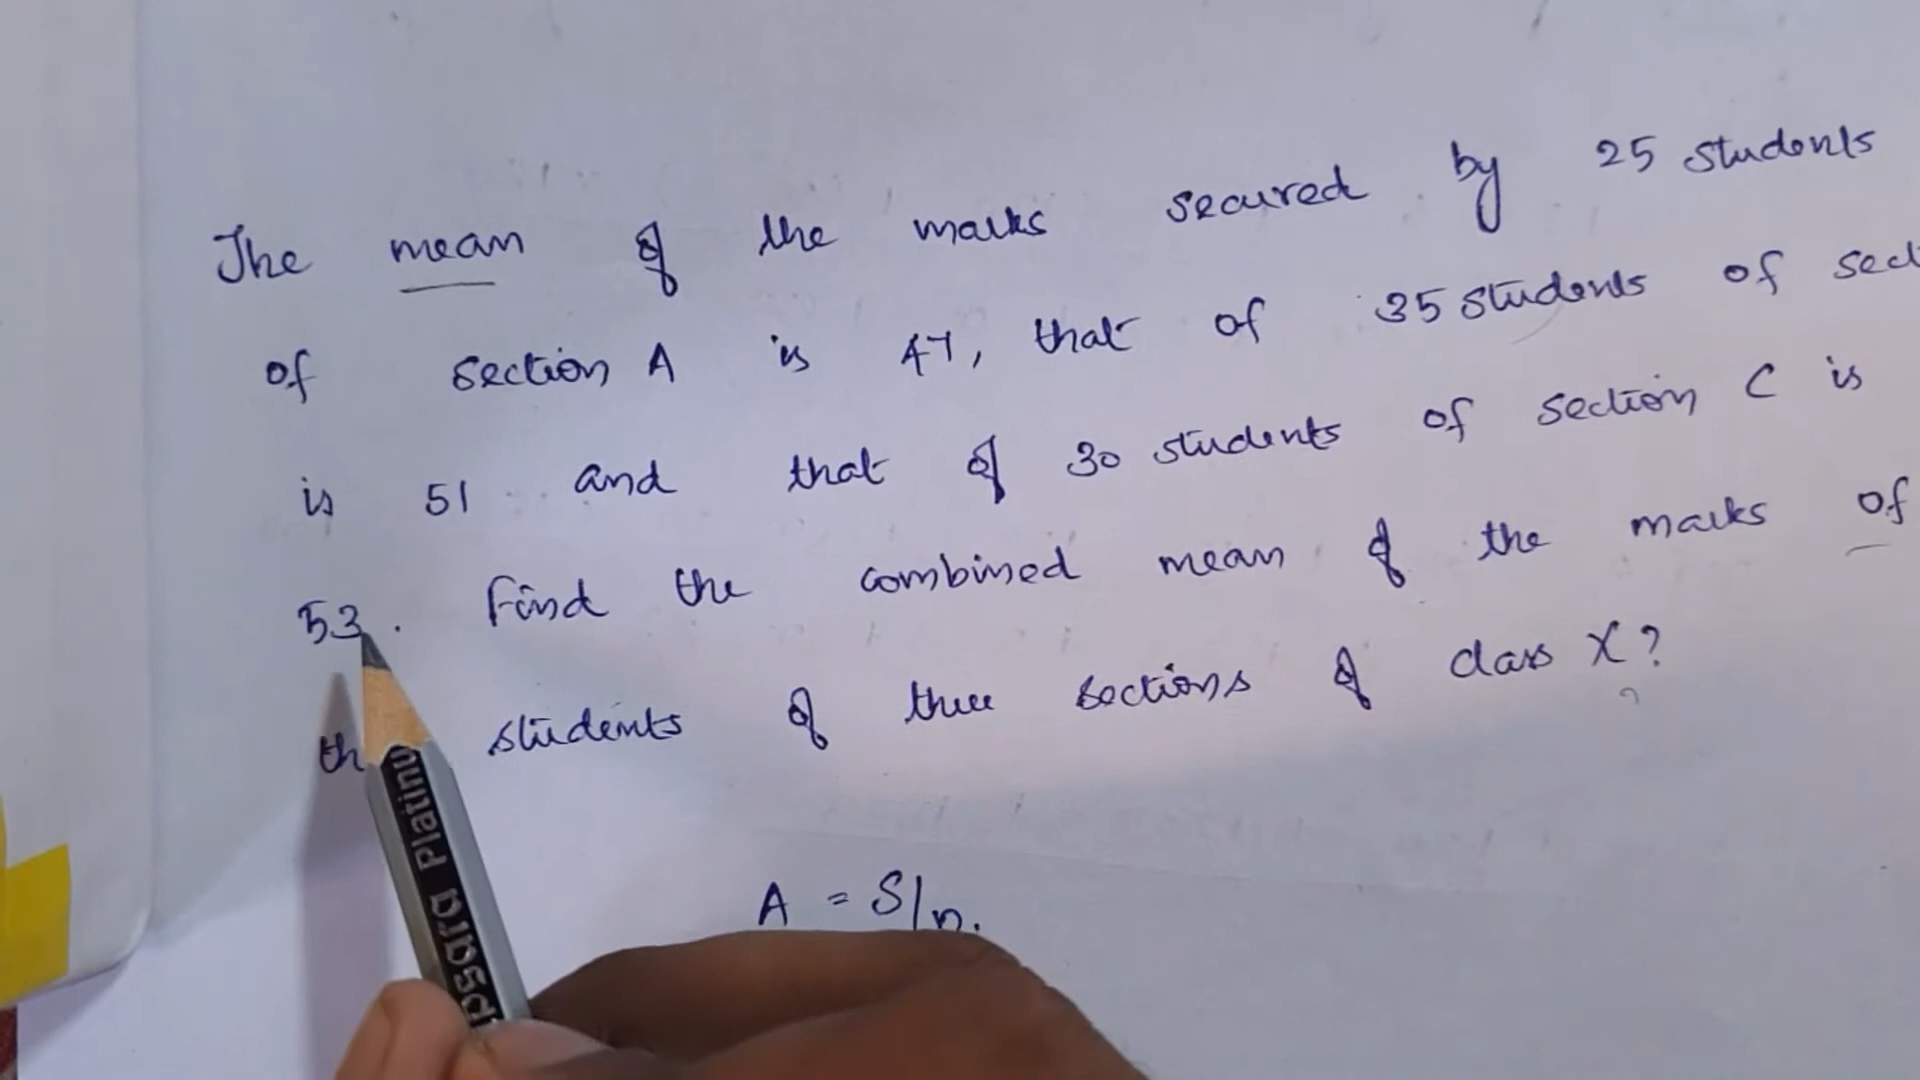 The mean of the marks secured by 25 students
of section A is 47, that of 35 students of sect
is 51 and that of 30 students of section C is
53. Find the combined mean of the marks of
th students of three sections of class X?
A = S/n.
apsara Platinu